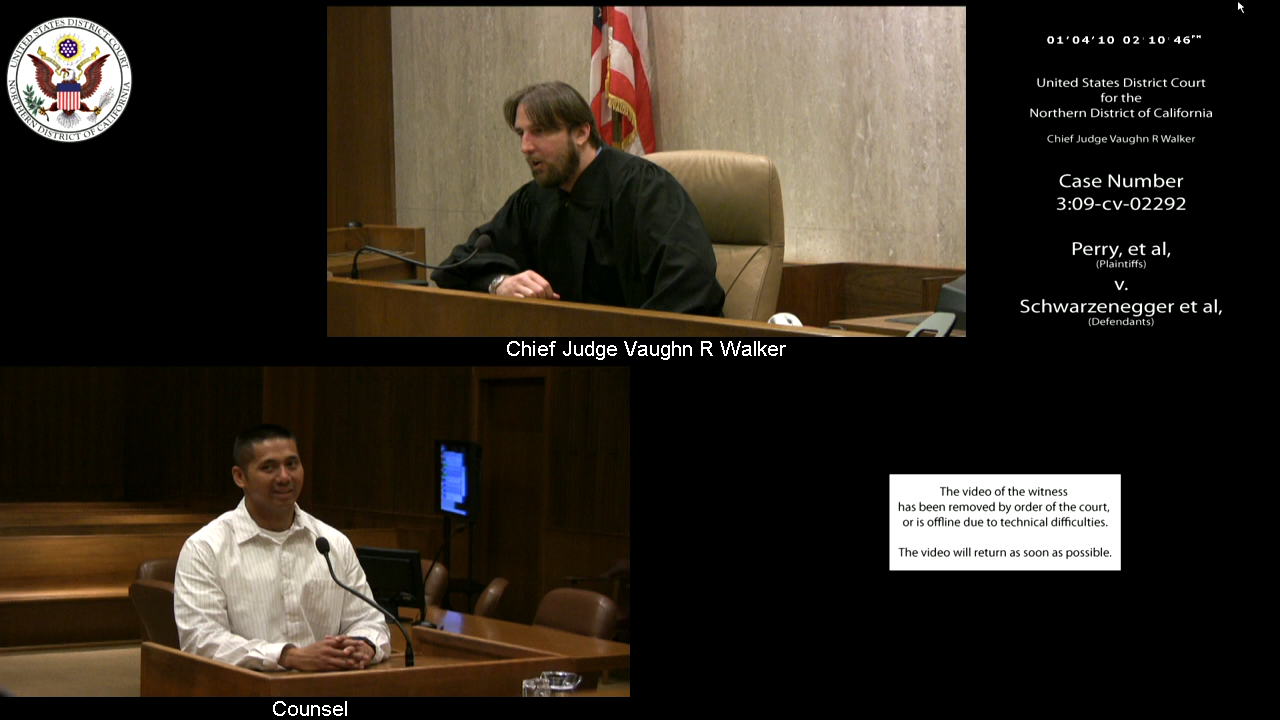 UNITED STATES DISTRICT COURT
NORTHERN DISTRICT OF CALIFORNIA
01'04'10 02:10:46PM
United States District Court
for the
Northern District of California
Chief Judge Vaughn R Walker
Case Number
3:09-cv-02292
Perry, et al,
(Plaintiffs)
v.
Schwarzenegger et al,
(Defendants)
Chief Judge Vaughn R Walker
The video of the witness
has been removed by order of the court,
or is offline due to technical difficulties.
The video will return as soon as possible.
Counsel